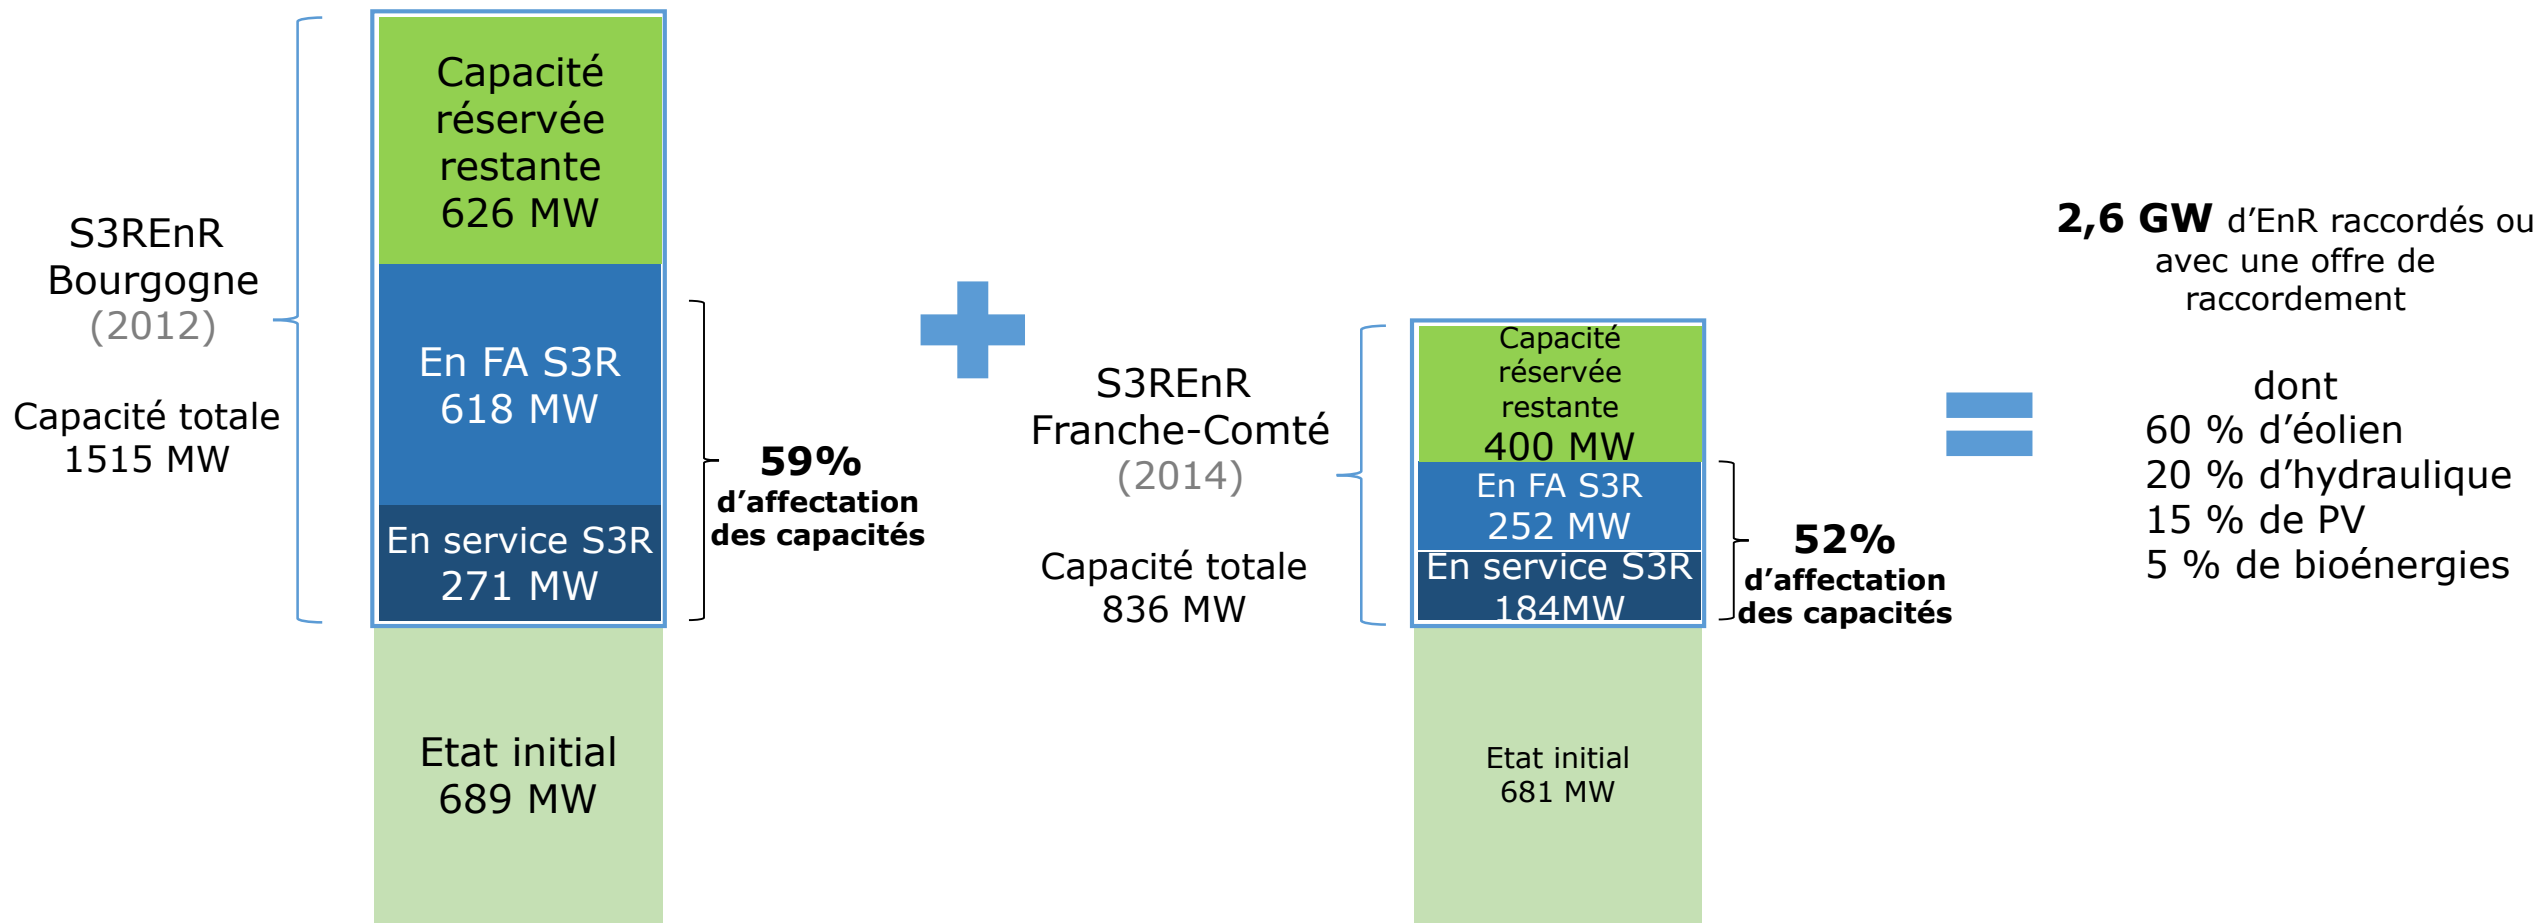 S3REnR
Bourgogne
(2012)
Capacité totale
1515 MW
Capacité
réservée
restante
626 MW
En FA S3R
618 MW
En service S3R
271 MW
Etat initial
689 MW
59%
d’affectation
des capacités
S3REnR
Franche-Comté
(2014)
Capacité totale
836 MW
Capacité
réservée
restante
400 MW
En FA S3R
252 MW
En service S3R
184MW
Etat initial
681 MW
52%
d’affectation
des capacités
2,6 GW d’EnR raccordés ou
avec une offre de
raccordement
dont
60 % d’éolien
20 % d’hydraulique
15 % de PV
5 % de bioénergies